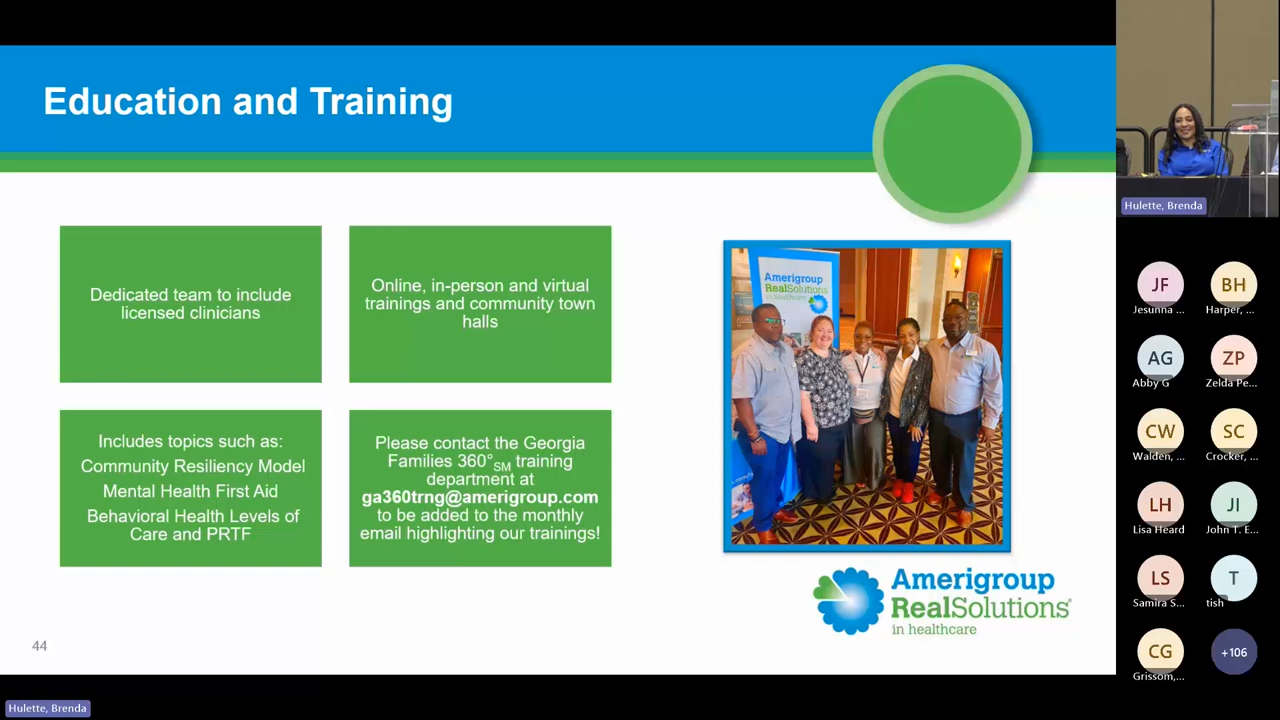 Education and Training
Dedicated team to include
licensed clinicians
Online, in-person and virtual
trainings and community town
halls
Includes topics such as:
Community Resiliency Model
Mental Health First Aid
Behavioral Health Levels of
Care and PRTF
Please contact the Georgia
Families 360°SM training
department at
ga360trng@amerigroup.com
to be added to the monthly
email highlighting our trainings!
Amerigroup
RealSolutions
in healthcare
Amerigroup
RealSolutions®
in healthcare
44
Hulette, Brenda
Hulette, Brenda
JF
Jesunna ...
BH
Harper, ...
AG
Abby G
ZP
Zelda Pe...
CW
Walden, ...
SC
Crocker, ...
LH
Lisa Heard
JI
John T. E...
LS
Samira S...
T
tish
CG
Grissom,...
+106